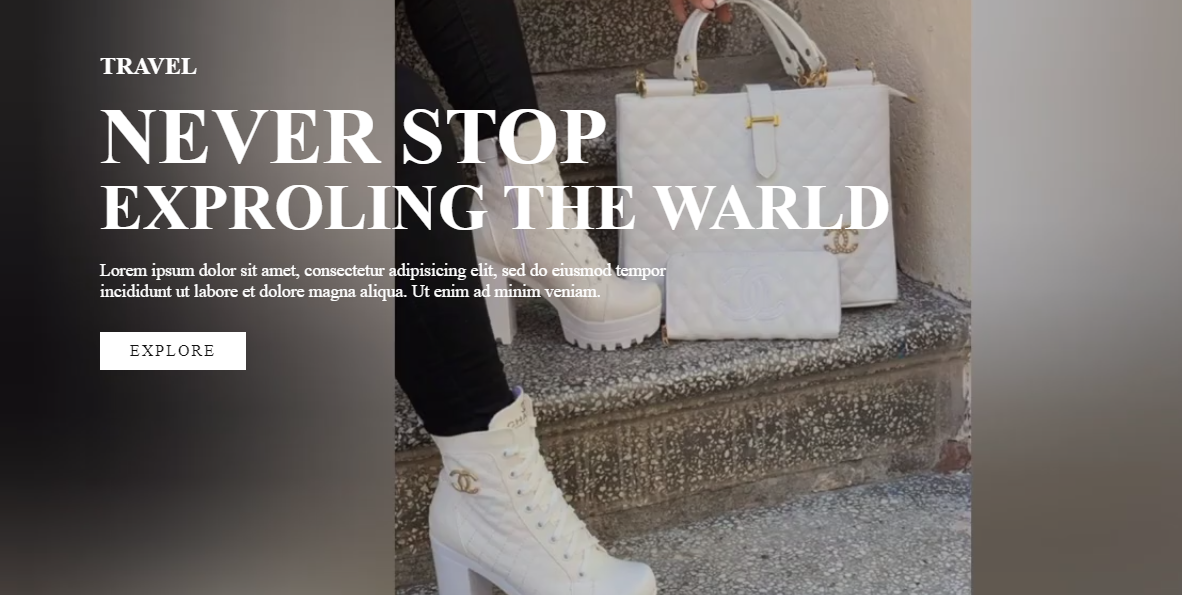 TRAVEL
NEVER STOP
EXPROLING THE WARLD
Lorem ipsum dolor sit amet, consectetur adipisicing elit, sed do eiusmod tempor
incididunt ut labore et dolore magna aliqua. Ut enim ad minim veniam.
EXPLORE